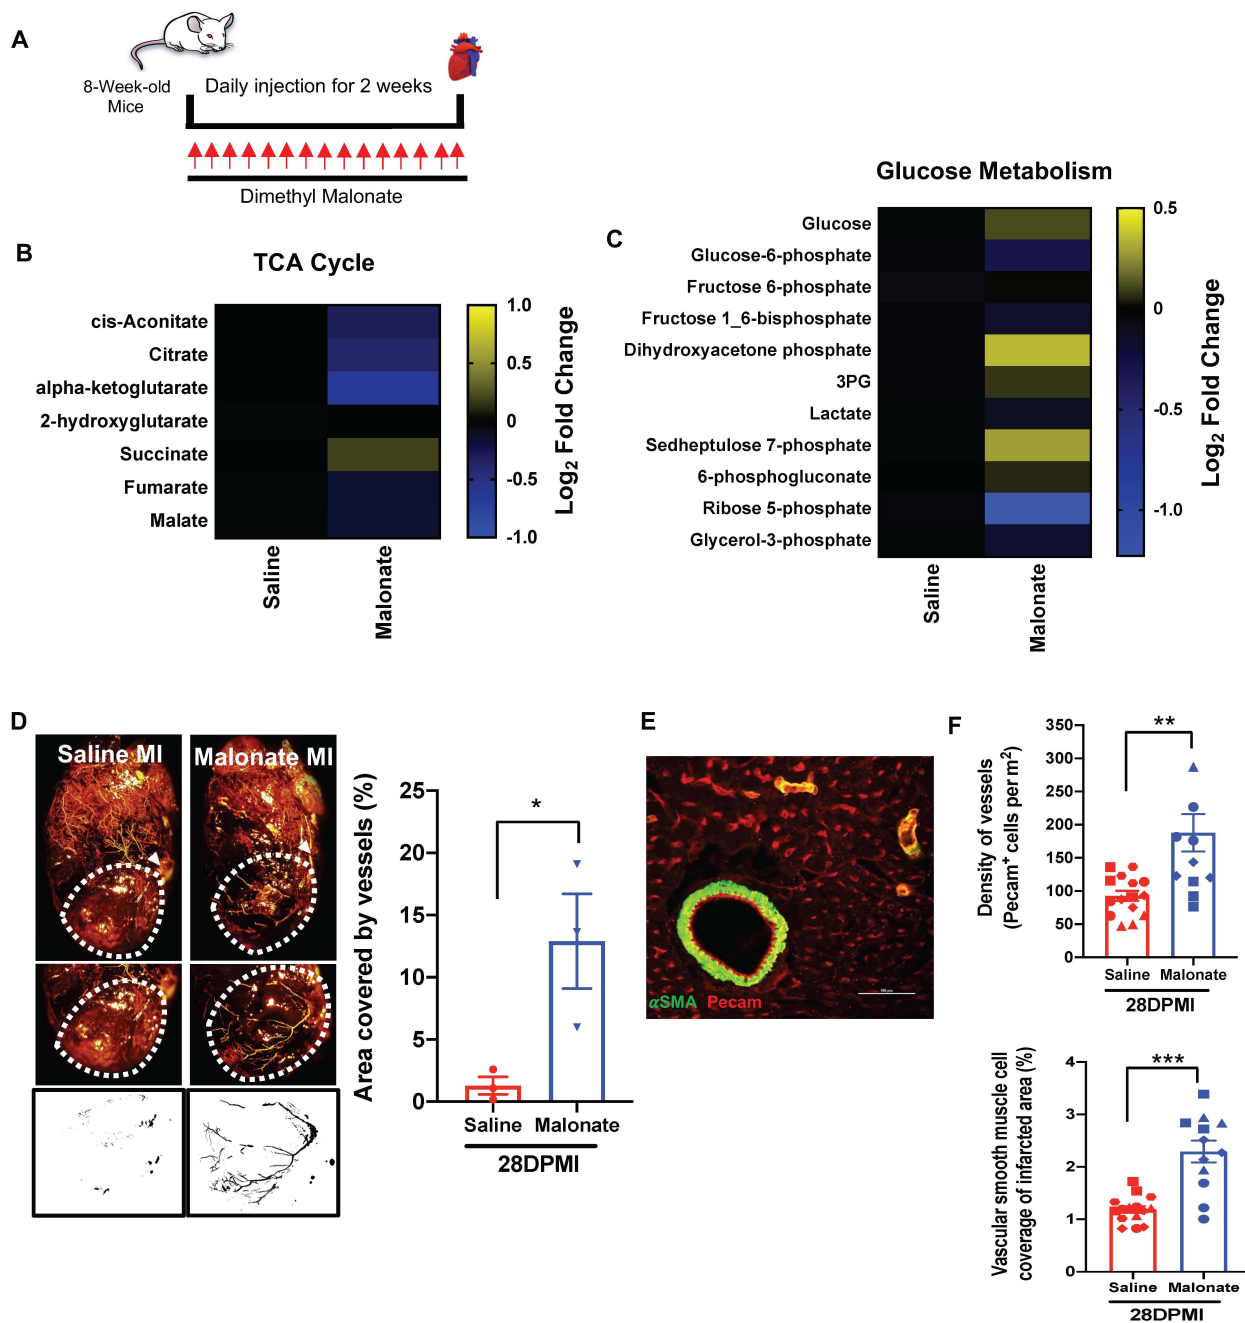 A
8-Week-old
Mice
Daily injection for 2 weeks
Dimethyl Malonate
B
TCA Cycle
cis-Aconitate
Citrate
alpha-ketoglutarate
2-hydroxyglutarate
Succinate
Fumarate
Malate
Saline
Malonate
1.0
0.5
0
-0.5
-1.0
Log2 Fold Change
C
Glucose Metabolism
Glucose
Glucose-6-phosphate
Fructose 6-phosphate
Fructose 1_6-bisphosphate
Dihydroxyacetone phosphate
3PG
Lactate
Sedheptulose 7-phosphate
6-phosphogluconate
Ribose 5-phosphate
Glycerol-3-phosphate
Saline
Malonate
0.5
0
-0.5
-1.0
Log2 Fold Change
D
Saline MI
Malonate MI
Area covered by vessels (%)
25
20
15
10
5
0
*
Saline
Malonate
28DPMI
E
αSMA Pecam
F
Density of vessels
(Pecam+ cells per m2)
350
300
250
200
150
100
50
0
**
Saline
Malonate
28DPMI
Vascular smooth muscle cell
coverage of infarcted area (%)
4
3
2
1
0
***
Saline
Malonate
28DPMI